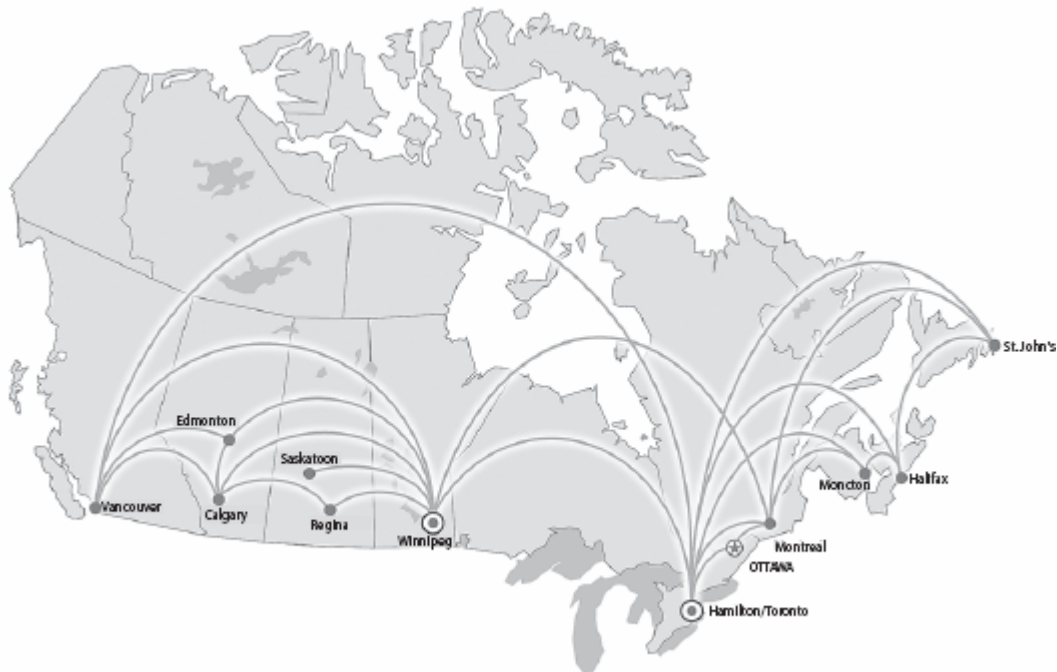 St.John's
Edmonton
Saskatoon
Halifax
Moncton
Vancouver
Calgary
Regina
Winnipeg
Montreal
OTTAWA
Hamilton/Toronto